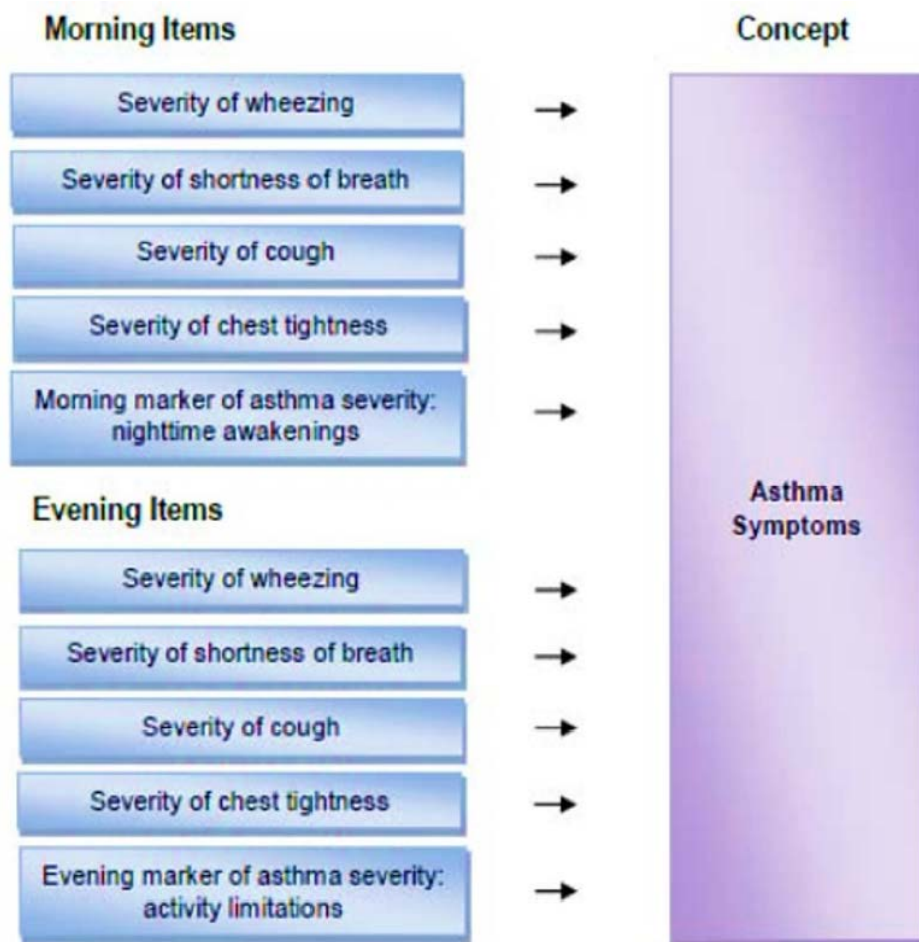 Morning Items
Concept
Severity of wheezing
Severity of shortness of breath
Severity of cough
Severity of chest tightness
Morning marker of asthma severity:
nighttime awakenings
Evening Items
Severity of wheezing
Severity of shortness of breath
Severity of cough
Severity of chest tightness
Evening marker of asthma severity:
activity limitations
Asthma
Symptoms